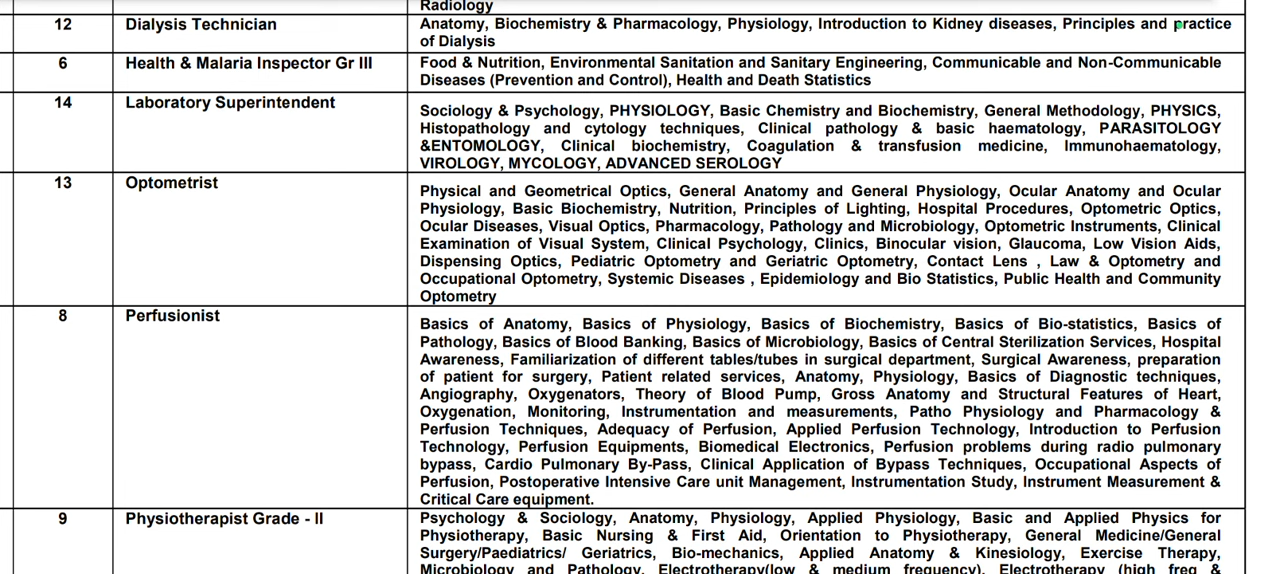 Radiology
12 Dialysis Technician Anatomy, Biochemistry & Pharmacology, Physiology, Introduction to Kidney diseases, Principles and practice
of Dialysis
6 Health & Malaria Inspector Gr III Food & Nutrition, Environmental Sanitation and Sanitary Engineering, Communicable and Non-Communicable
Diseases (Prevention and Control), Health and Death Statistics
14 Laboratory Superintendent Sociology & Psychology, PHYSIOLOGY, Basic Chemistry and Biochemistry, General Methodology, PHYSICS,
Histopathology and cytology techniques, Clinical pathology & basic haematology, PARASITOLOGY
&ENTOMOLOGY, Clinical biochemistry, Coagulation & transfusion medicine, Immunohaematology,
VIROLOGY, MYCOLOGY, ADVANCED SEROLOGY
13 Optometrist Physical and Geometrical Optics, General Anatomy and General Physiology, Ocular Anatomy and Ocular
Physiology, Basic Biochemistry, Nutrition, Principles of Lighting, Hospital Procedures, Optometric Optics,
Ocular Diseases, Visual Optics, Pharmacology, Pathology and Microbiology, Optometric Instruments, Clinical
Examination of Visual System, Clinical Psychology, Clinics, Binocular vision, Glaucoma, Low Vision Aids,
Dispensing Optics, Pediatric Optometry and Geriatric Optometry, Contact Lens , Law & Optometry and
Occupational Optometry, Systemic Diseases , Epidemiology and Bio Statistics, Public Health and Community
Optometry
8 Perfusionist Basics of Anatomy, Basics of Physiology, Basics of Biochemistry, Basics of Bio-statistics, Basics of
Pathology, Basics of Blood Banking, Basics of Microbiology, Basics of Central Sterilization Services, Hospital
Awareness, Familiarization of different tables/tubes in surgical department, Surgical Awareness, preparation
of patient for surgery, Patient related services, Anatomy, Physiology, Basics of Diagnostic techniques,
Angiography, Oxygenators, Theory of Blood Pump, Gross Anatomy and Structural Features of Heart,
Oxygenation, Monitoring, Instrumentation and measurements, Patho Physiology and Pharmacology &
Perfusion Techniques, Adequacy of Perfusion, Applied Perfusion Technology, Introduction to Perfusion
Technology, Perfusion Equipments, Biomedical Electronics, Perfusion problems during radio pulmonary
bypass, Cardio Pulmonary By-Pass, Clinical Application of Bypass Techniques, Occupational Aspects of
Perfusion, Postoperative Intensive Care unit Management, Instrumentation Study, Instrument Measurement &
Critical Care equipment.
9 Physiotherapist Grade - II Psychology & Sociology, Anatomy, Physiology, Applied Physiology, Basic and Applied Physics for
Physiotherapy, Basic Nursing & First Aid, Orientation to Physiotherapy, General Medicine/General
Surgery/Paediatrics/ Geriatrics, Bio-mechanics, Applied Anatomy & Kinesiology, Exercise Therapy,
Microbiology and Pathology, Electrotherapy(low & medium frequency), Electrotherapy (high freq &